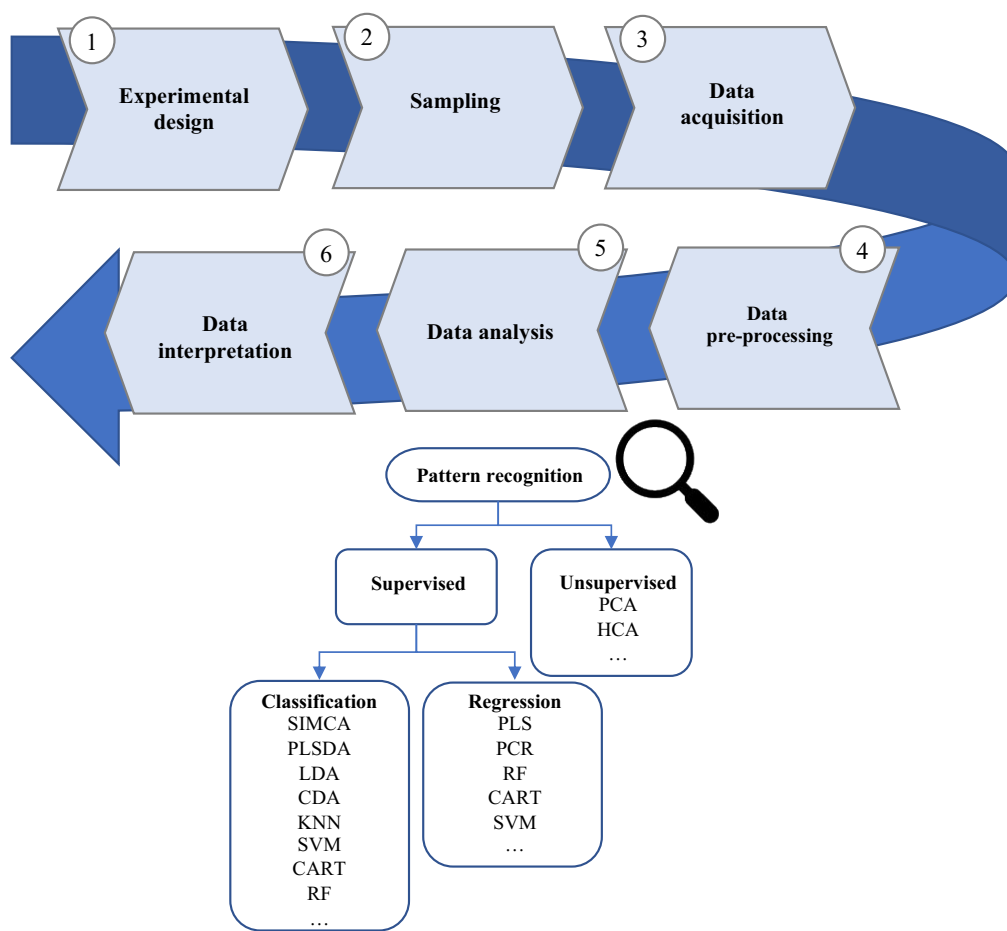 1
Experimental
design
2
Sampling
3
Data
acquisition
4
Data
pre-processing
5
Data analysis
6
Data
interpretation
Pattern recognition
Supervised
Unsupervised
PCA
HCA
…
Classification
SIMCA
PLSDA
LDA
CDA
KNN
SVM
CART
RF
…
Regression
PLS
PCR
RF
CART
SVM
…